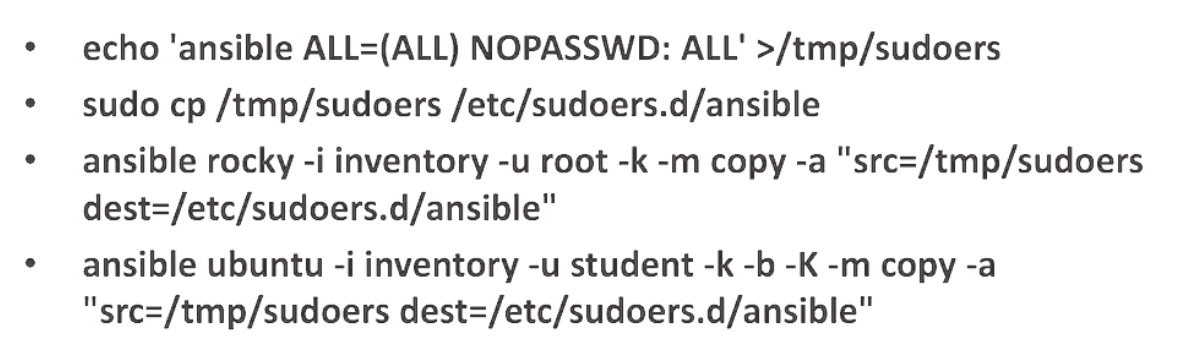 • echo 'ansible ALL=(ALL) NOPASSWD: ALL' >/tmp/sudoers
• sudo cp /tmp/sudoers /etc/sudoers.d/ansible
• ansible rocky -i inventory -u root -k -m copy -a "src=/tmp/sudoers
dest=/etc/sudoers.d/ansible"
• ansible ubuntu -i inventory -u student -k -b -K -m copy -a
"src=/tmp/sudoers dest=/etc/sudoers.d/ansible"